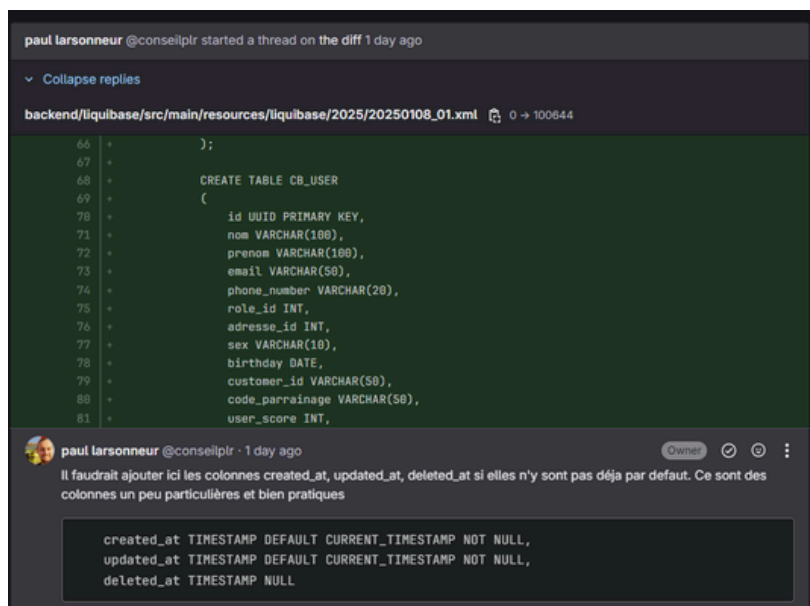 paul larsonneur @conseilplr started a thread on the diff 1 day ago
Collapse replies
backend/liquibase/src/main/resources/liquibase/2025/20250108_01.xml 0 → 100644
66 + );
67 +
68 + CREATE TABLE CB_USER
69 + (
70 + id UUID PRIMARY KEY,
71 + nom VARCHAR(100),
72 + prenom VARCHAR(100),
73 + email VARCHAR(50),
74 + phone_number VARCHAR(20),
75 + role_id INT,
76 + adresse_id INT,
77 + sex VARCHAR(10),
78 + birthday DATE,
79 + customer_id VARCHAR(50),
80 + code_parrainage VARCHAR(50),
81 + user_score INT,
paul larsonneur @conseilplr · 1 day ago Owner
Il faudrait ajouter ici les colonnes created_at, updated_at, deleted_at si elles n'y sont pas déja par defaut. Ce sont des
colonnes un peu particulières et bien pratiques
created_at TIMESTAMP DEFAULT CURRENT_TIMESTAMP NOT NULL,
updated_at TIMESTAMP DEFAULT CURRENT_TIMESTAMP NOT NULL,
deleted_at TIMESTAMP NULL